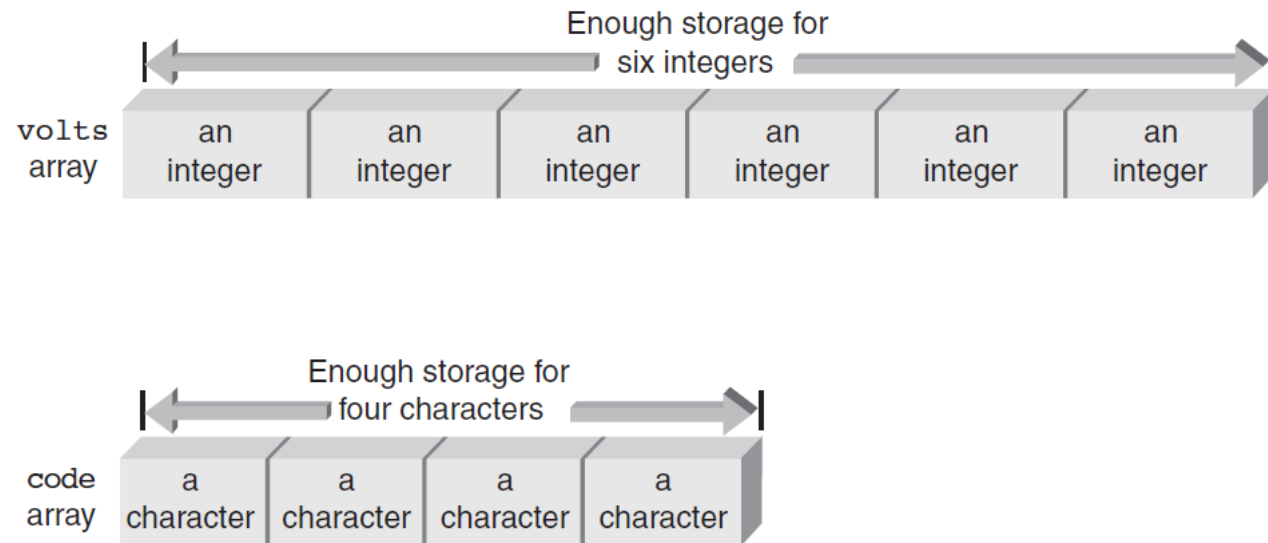 Enough storage for
six integers
volts
array
an
integer
an
integer
an
integer
an
integer
an
integer
an
integer
Enough storage for
four characters
code
array
a
character
a
character
a
character
a
character